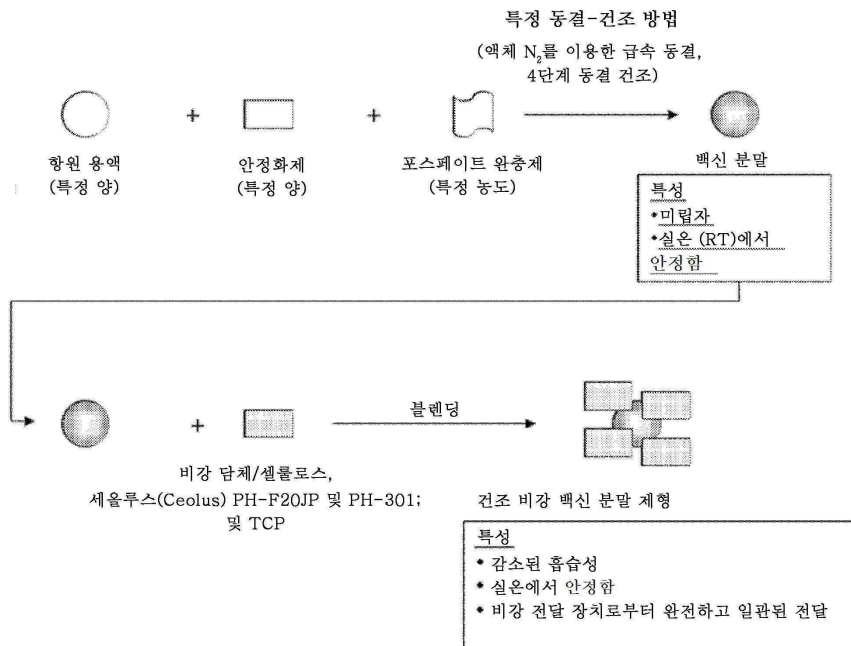 특정 동결-건조 방법
(액체 N₂를 이용한 급속 동결,
4단계 동결 건조)
+
+
항원 용액
(특정 양)
안정화제
(특정 양)
포스페이트 완충제
(특정 농도)
백신 분말
특성
•미립자
•실온 (RT)에서
안정함
+
블렌딩
비강 담체/셀룰로스,
세올루스(Ceolus) PH-F20JP 및 PH-301;
및 TCP
건조 비강 백신 분말 제형
특성
• 감소된 흡습성
• 실온에서 안정함
• 비강 전달 장치로부터 완전하고 일관된 전달